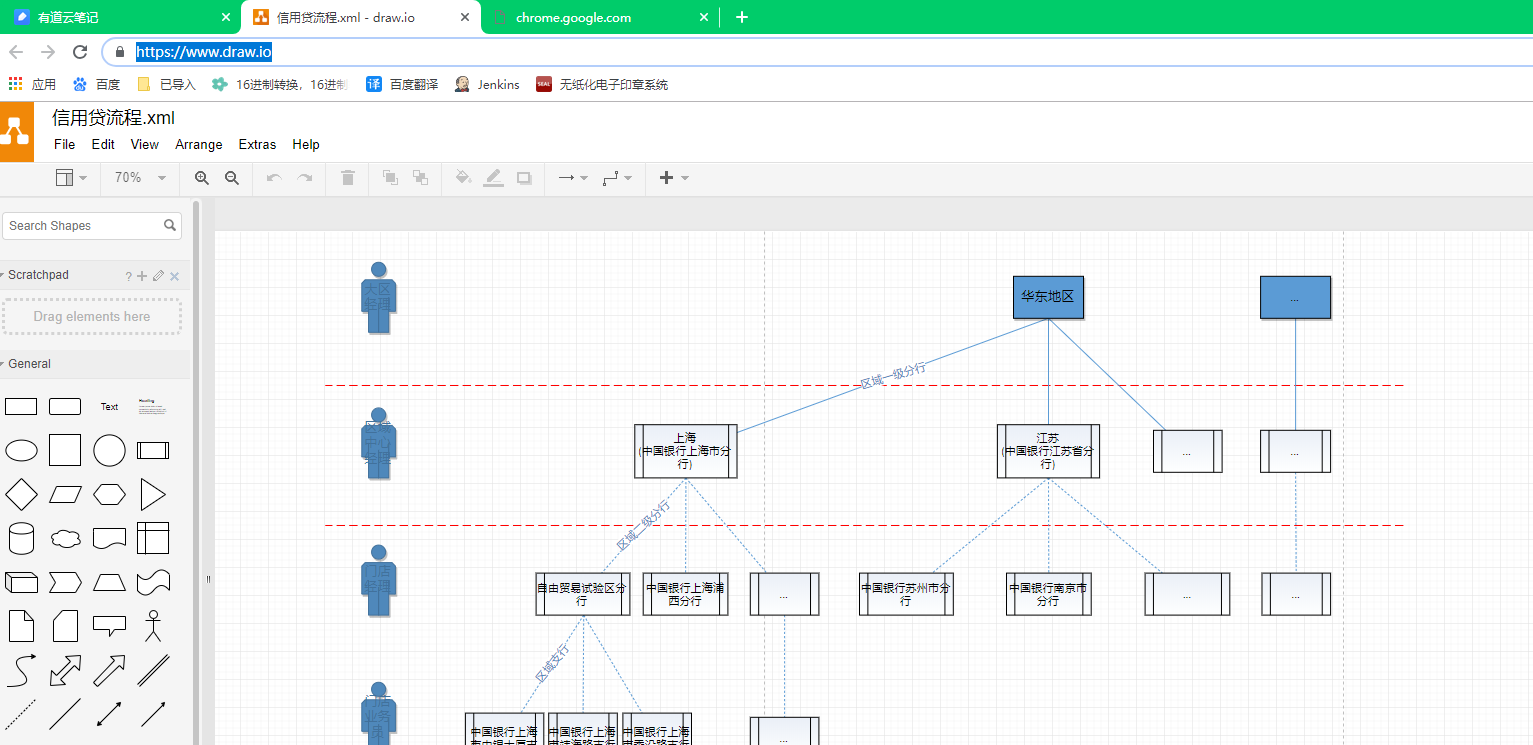 有道云笔记
信用贷流程.xml - draw.io
chrome.google.com
https://www.draw.io
应用
百度
已导入
16进制转换，16进制
译
百度翻译
Jenkins
SEAL
无纸化电子印章系统
信用贷流程.xml
File Edit View Arrange Extras Help
70%
Search Shapes
Scratchpad
?
Drag elements here
General
Text
Heading
大区
经理
华东地区
...
区域一级分行
区域
中心
经理
上海
(中国银行上海市分
行)
江苏
(中国银行江苏省分
行)
...
...
区域二级分行
门店
经理
自由贸易试验区分
行
中国银行上海浦
西分行
...
中国银行苏州市分
行
中国银行南京市
分行
...
...
区域支行
门店
业务
员
中国银行上海
中国银行上海
中国银行上海
...